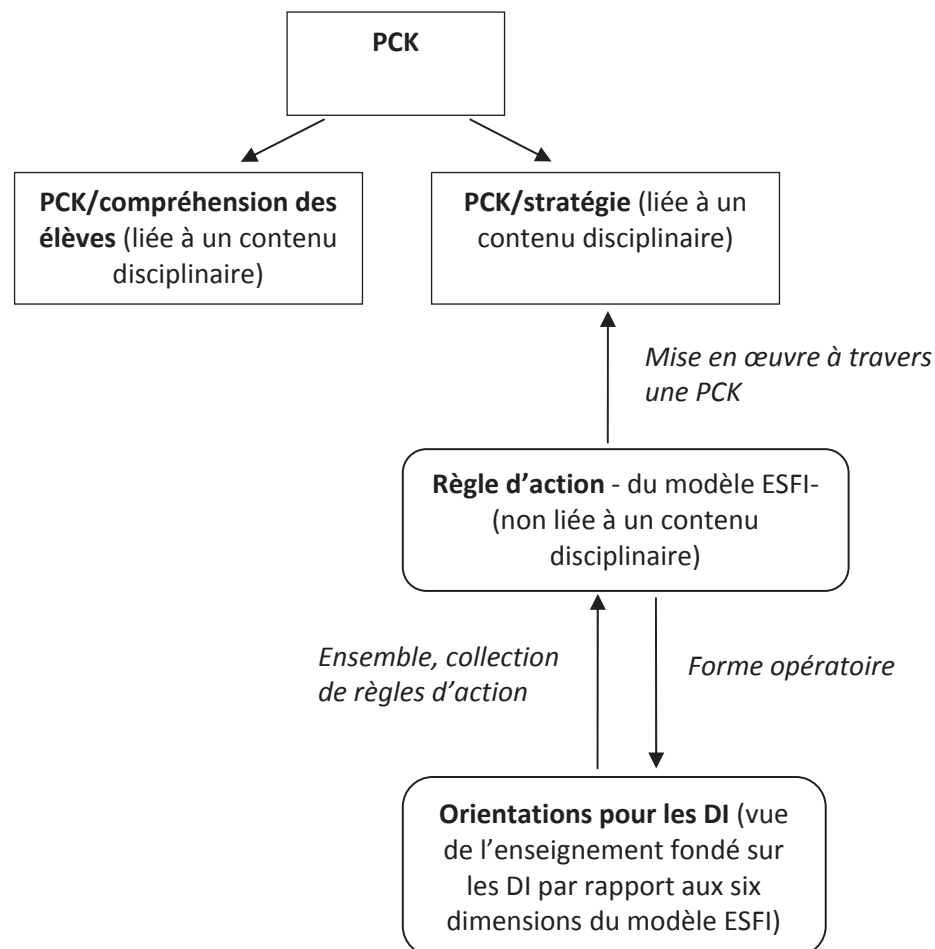 PCK
PCK/compréhension des
élèves (liée à un contenu
disciplinaire)
PCK/stratégie (liée à un
contenu disciplinaire)
Mise en œuvre à travers
une PCK
Règle d’action - du modèle ESFI-
(non liée à un contenu
disciplinaire)
Ensemble, collection
de règles d’action
Forme opératoire
Orientations pour les DI (vue
de l’enseignement fondé sur
les DI par rapport aux six
dimensions du modèle ESFI)